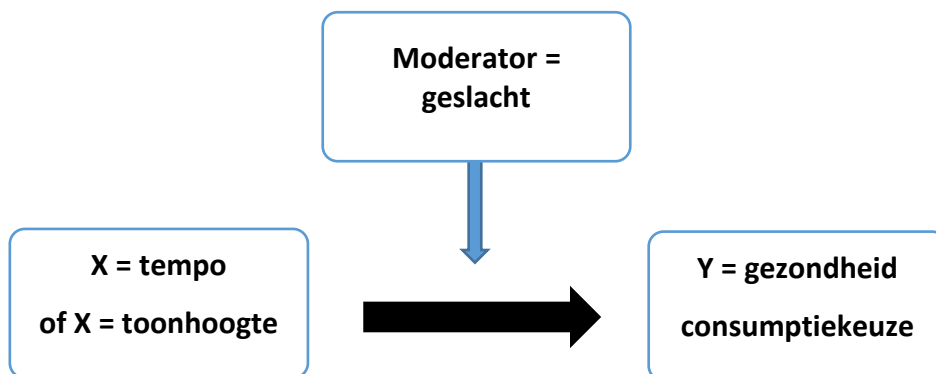 Moderator =
geslacht
X = tempo
of X = toonhoogte
Y = gezondheid
consumptiekeuze